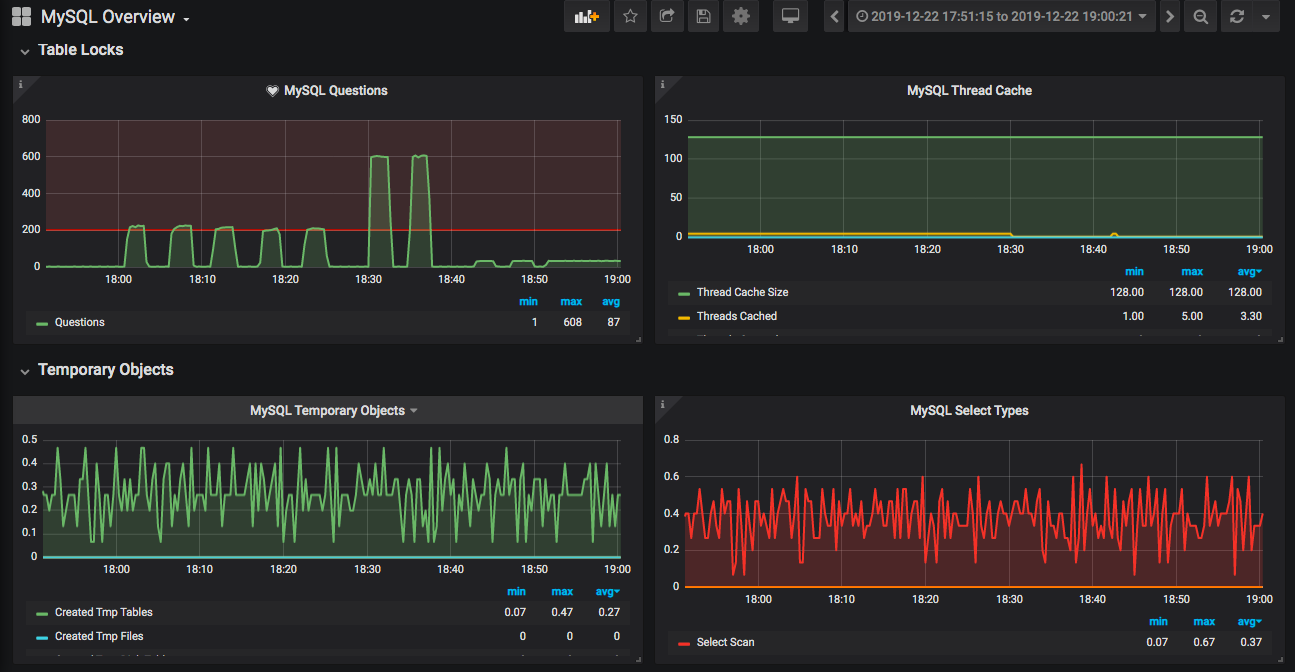 MySQL Overview
2019-12-22 17:51:15 to 2019-12-22 19:00:21
Table Locks
MySQL Questions
800
600
400
200
0
18:00 18:10 18:20 18:30 18:40 18:50 19:00
min max avg
Questions 1 608 87
MySQL Thread Cache
150
100
50
0
18:00 18:10 18:20 18:30 18:40 18:50 19:00
min max avg
Thread Cache Size 128.00 128.00 128.00
Threads Cached 1.00 5.00 3.30
Temporary Objects
MySQL Temporary Objects
0.5
0.4
0.3
0.2
0.1
0
18:00 18:10 18:20 18:30 18:40 18:50 19:00
min max avg
Created Tmp Tables 0.07 0.47 0.27
Created Tmp Files 0 0 0
MySQL Select Types
0.8
0.6
0.4
0.2
0
18:00 18:10 18:20 18:30 18:40 18:50 19:00
min max avg
Select Scan 0.07 0.67 0.37